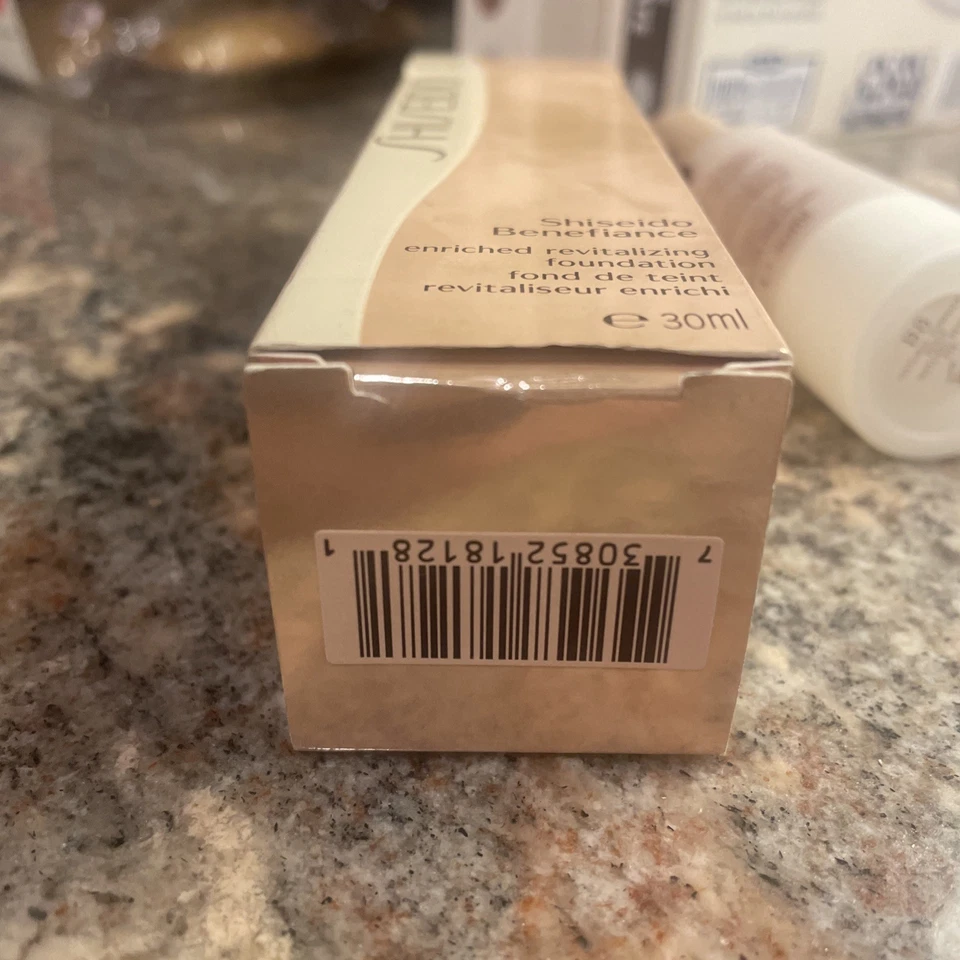 SHISEIDO
Shiseido
Benefiance
enriched revitalizing
foundation
fond de teint
revitaliseur enrichi
℮ 30ml
7 30852 18128 1